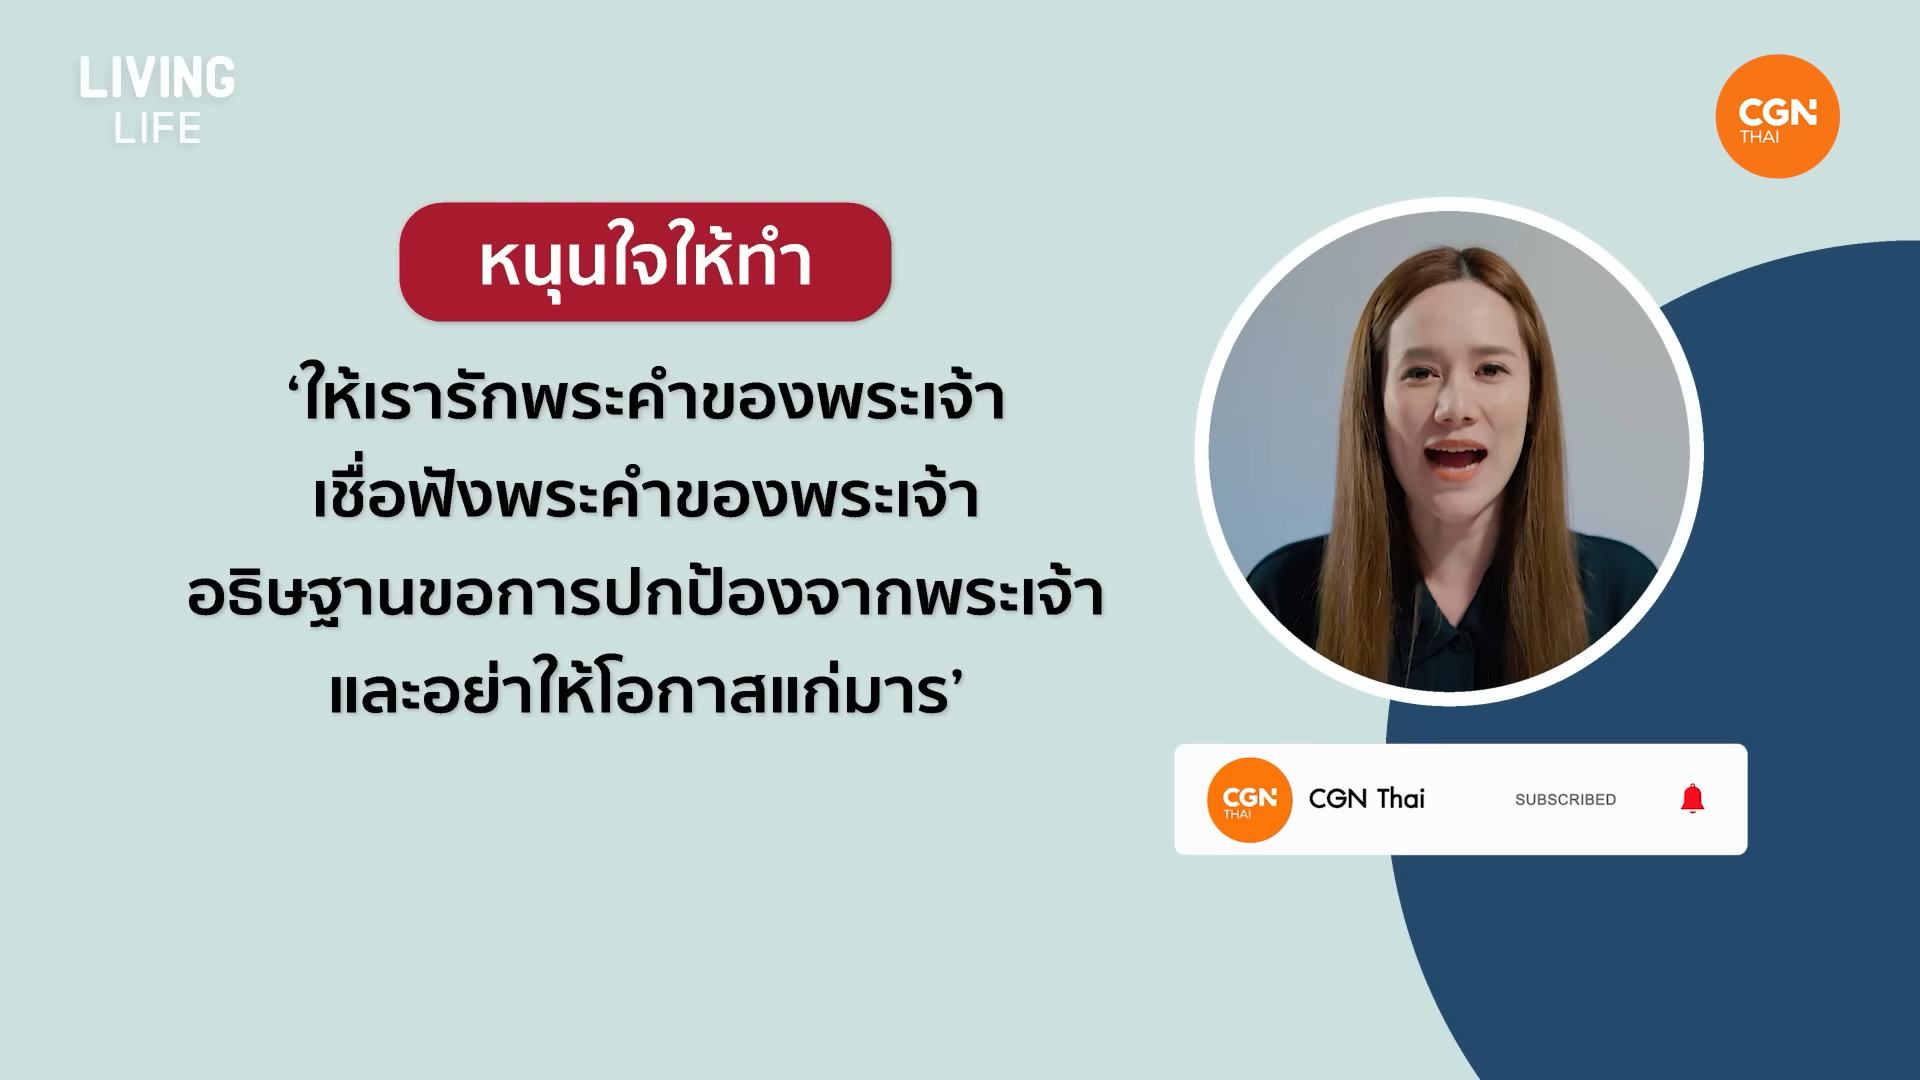 LIVING
LIFE
CGN
THAI
หนุนใจให้ทำ
‘ให้เรารักพระคำของพระเจ้า
เชื่อฟังพระคำของพระเจ้า
อธิษฐานขอการปกป้องจากพระเจ้า
และอย่าให้โอกาสแก่มาร’
CGN
THAI
CGN Thai
SUBSCRIBED